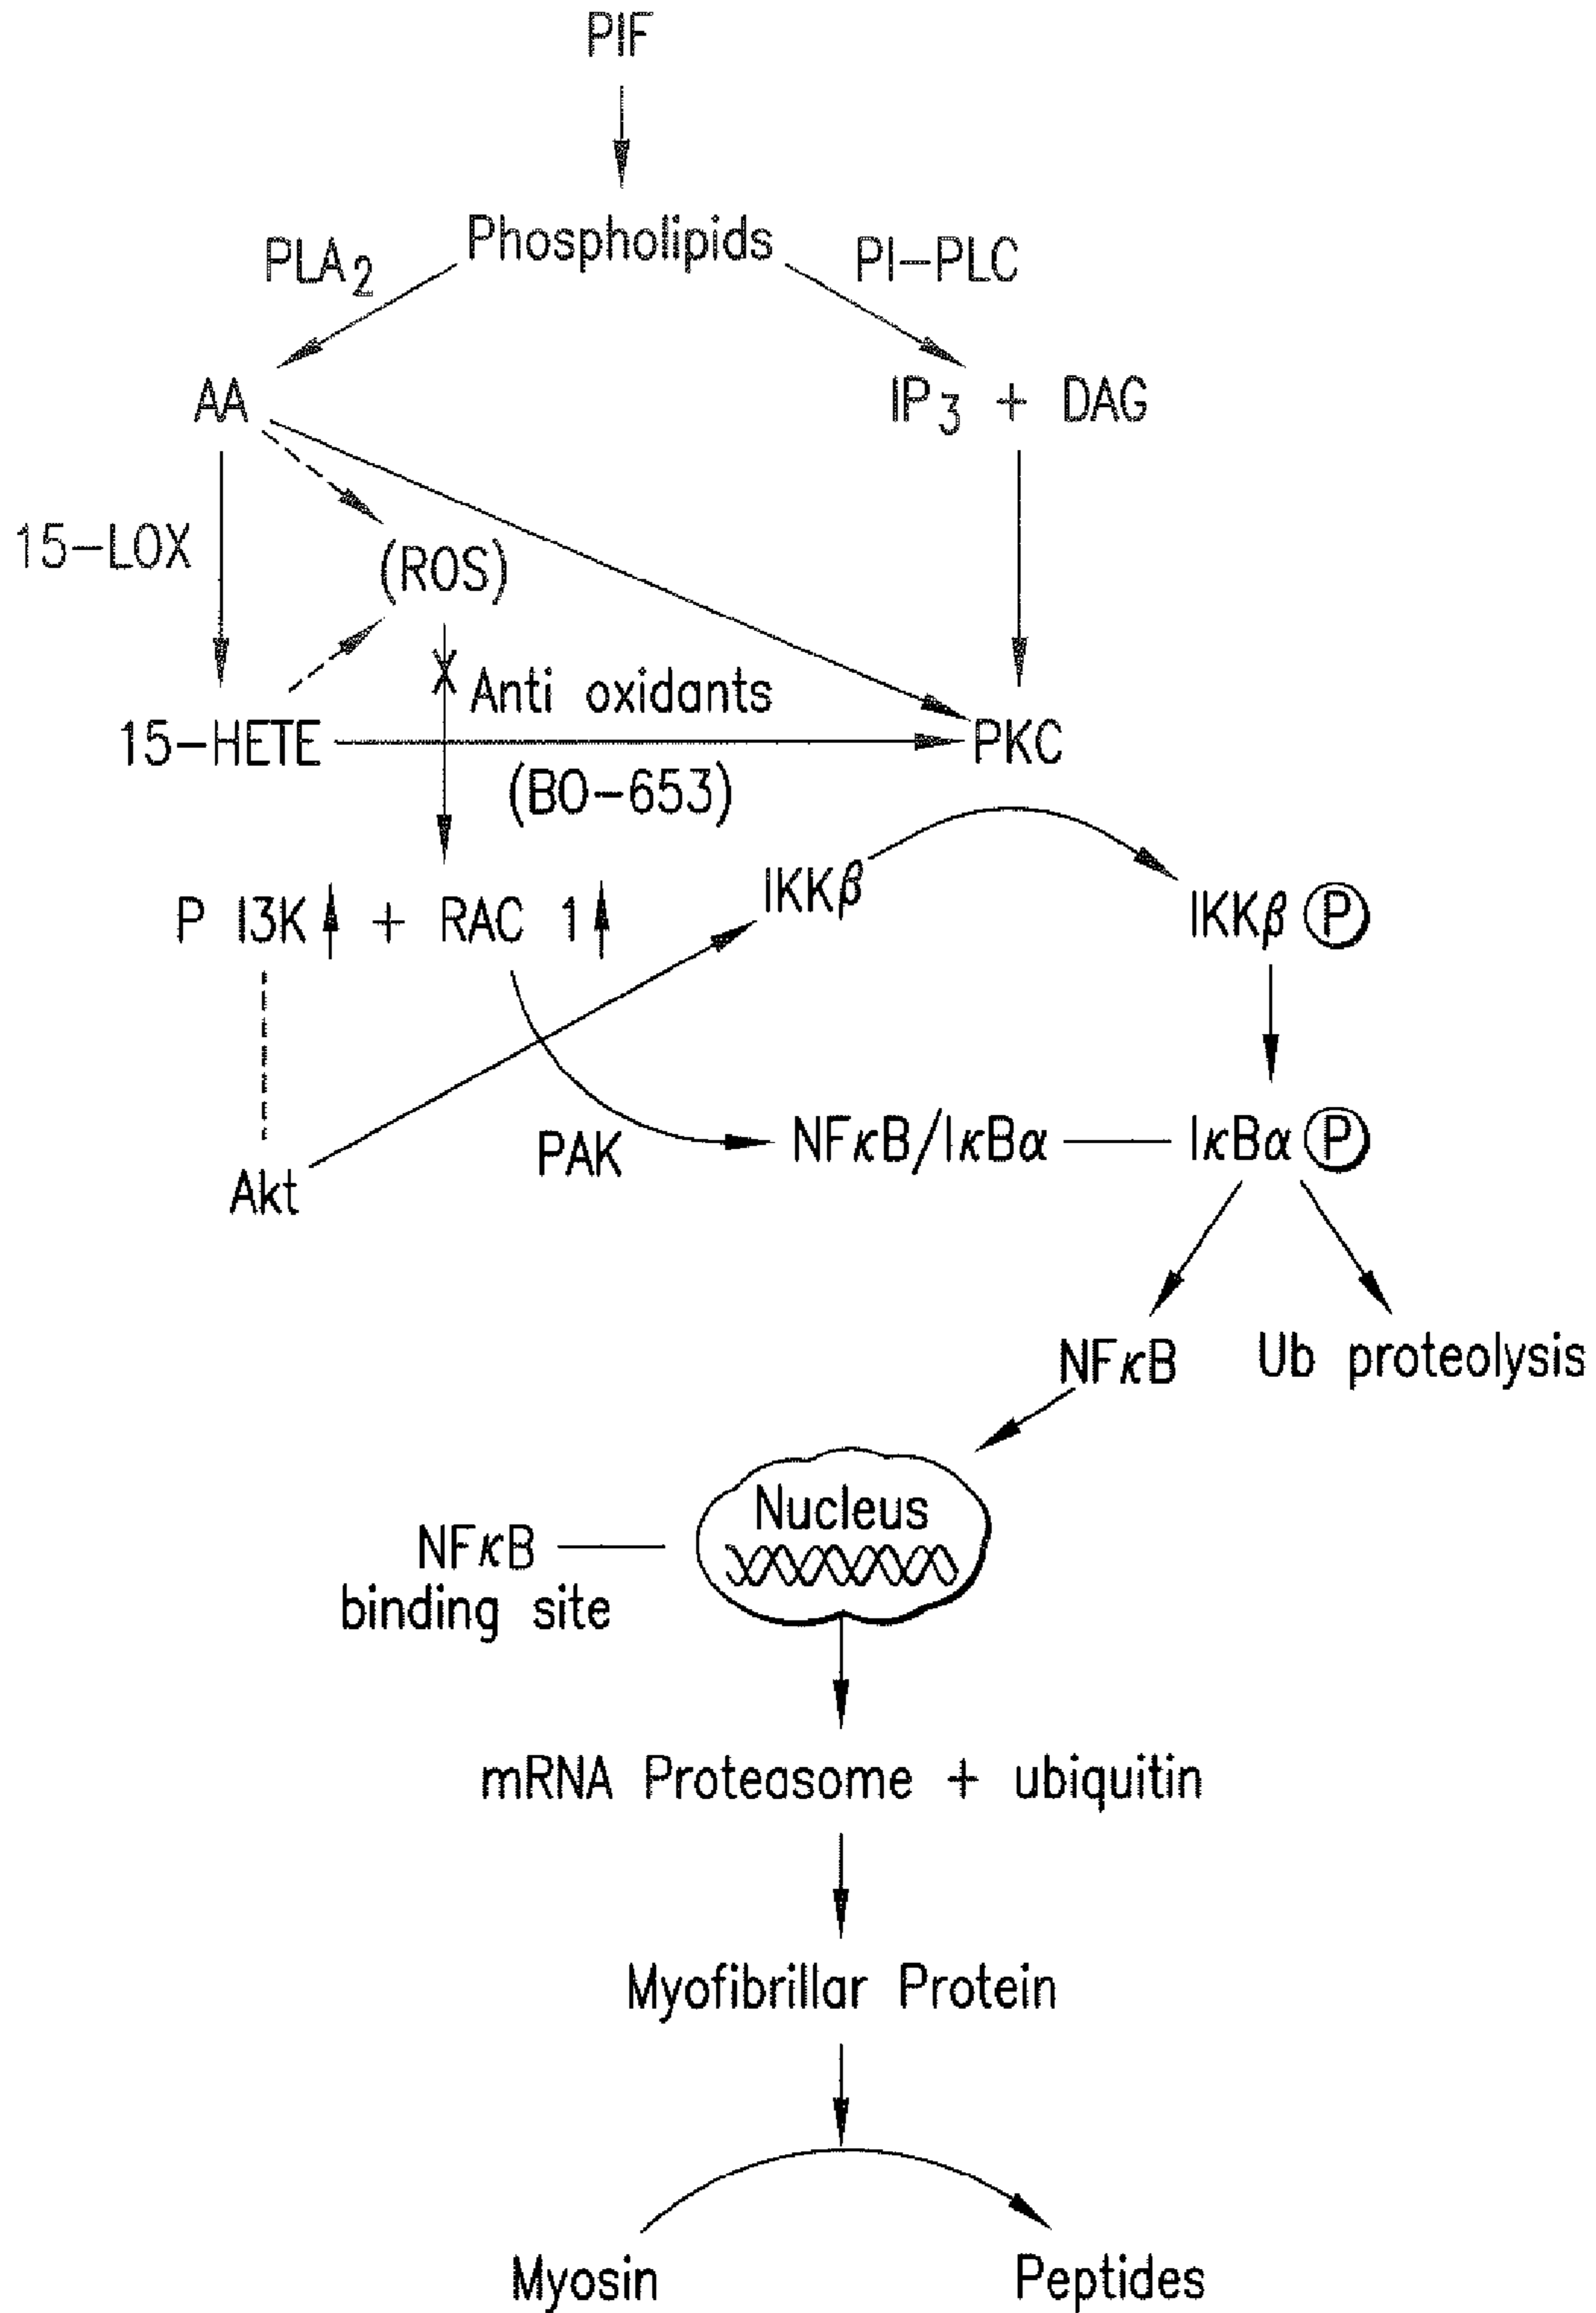 PIF
Phospholipids
PLA2
PI-PLC
AA
IP3 + DAG
15-LOX
(ROS)
Anti oxidants
15-HETE
PKC
(BO-653)
IKKβ
P I3K + RAC 1
IKKβ P
PAK
NFκB/IκBα
IκBα P
Akt
NFκB
Ub proteolysis
Nucleus
NFκB
binding site
mRNA Proteasome + ubiquitin
Myofibrillar Protein
Myosin
Peptides